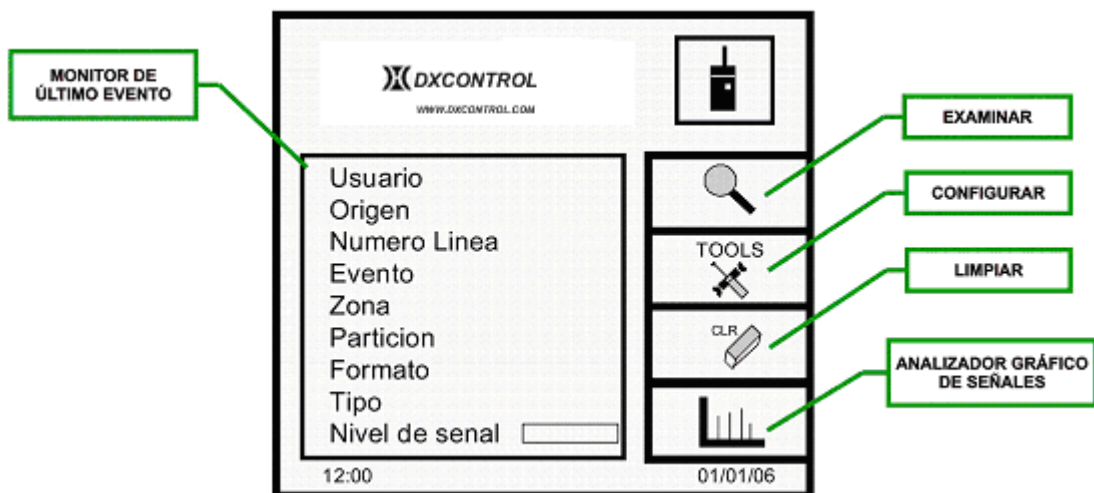 MONITOR DE
ÚLTIMO EVENTO
DXCONTROL
WWW.DXCONTROL.COM
Usuario
Origen
Numero Linea
Evento
Zona
Particion
Formato
Tipo
Nivel de senal
12:00
01/01/06
TOOLS
CLR
EXAMINAR
CONFIGURAR
LIMPIAR
ANALIZADOR GRÁFICO
DE SEÑALES